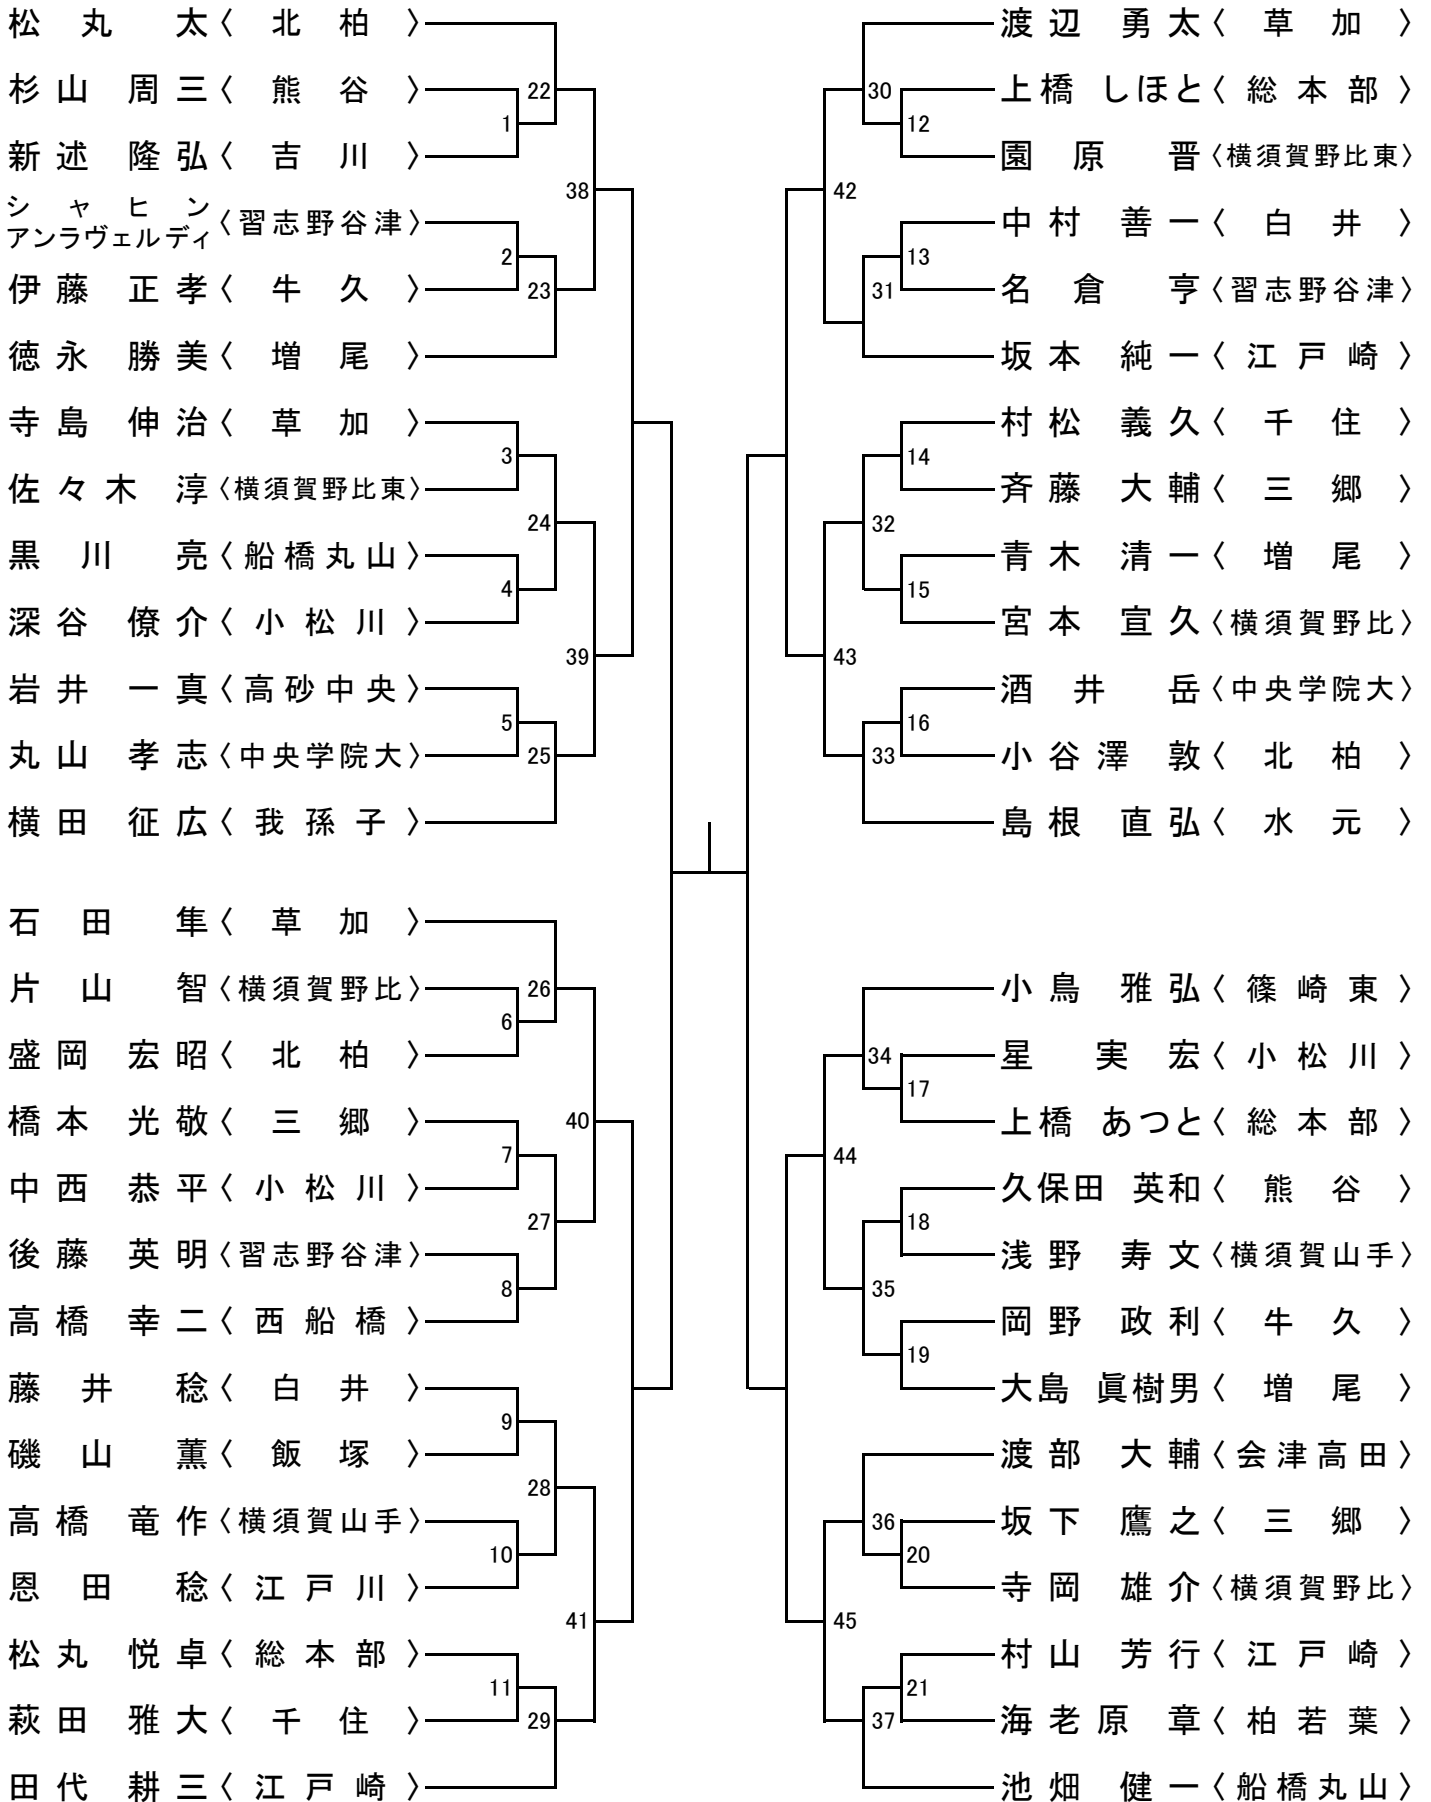 松丸 太〈 北柏 〉
22
杉山 周三〈 熊谷 〉
1
新述 隆弘〈 吉川 〉
38
シャヒン
アンラヴェルディ〈習志野谷津〉
2
伊藤 正孝〈 牛久 〉
23
徳永 勝美〈 増尾 〉
寺島 伸治〈 草加 〉
3
佐々木 淳〈横須賀野比東〉
24
黒川 亮〈船橋丸山〉
4
深谷 僚介〈 小松川 〉
39
岩井 一真〈高砂中央〉
5
丸山 孝志〈中央学院大〉
25
横田 征広〈 我孫子 〉
石田 隼〈 草加 〉
片山 智〈横須賀野比〉
26
6
盛岡 宏昭〈 北柏 〉
橋本 光敬〈 三郷 〉
40
7
中西 恭平〈 小松川 〉
27
後藤 英明〈習志野谷津〉
8
高橋 幸二〈 西船橋 〉
藤井 稔〈 白井 〉
9
磯山 薫〈 飯塚 〉
28
高橋 竜作〈横須賀山手〉
10
恩田 稔〈 江戸川 〉
41
松丸 悦卓〈 総本部 〉
11
萩田 雅大〈 千住 〉
29
田代 耕三〈 江戸崎 〉
渡辺 勇太〈 草加 〉
30
上橋 しほと〈 総本部 〉
12
園原 晋〈横須賀野比東〉
42
中村 善一〈 白井 〉
13
名倉 亨〈習志野谷津〉
31
坂本 純一〈 江戸崎 〉
村松 義久〈 千住 〉
14
斉藤 大輔〈 三郷 〉
32
青木 清一〈 増尾 〉
15
宮本 宣久〈横須賀野比〉
43
酒井 岳〈中央学院大〉
16
小谷澤 敦〈 北柏 〉
33
島根 直弘〈 水元 〉
小鳥 雅弘〈 篠崎東 〉
34
星 実宏〈 小松川 〉
17
上橋 あつと〈 総本部 〉
44
久保田 英和〈 熊谷 〉
18
浅野 寿文〈横須賀山手〉
35
岡野 政利〈 牛久 〉
19
大島 眞樹男〈 増尾 〉
渡部 大輔〈会津高田〉
36
坂下 鷹之〈 三郷 〉
20
寺岡 雄介〈横須賀野比〉
45
村山 芳行〈 江戸崎 〉
21
海老原 章〈 柏若葉 〉
37
池畑 健一〈船橋丸山〉